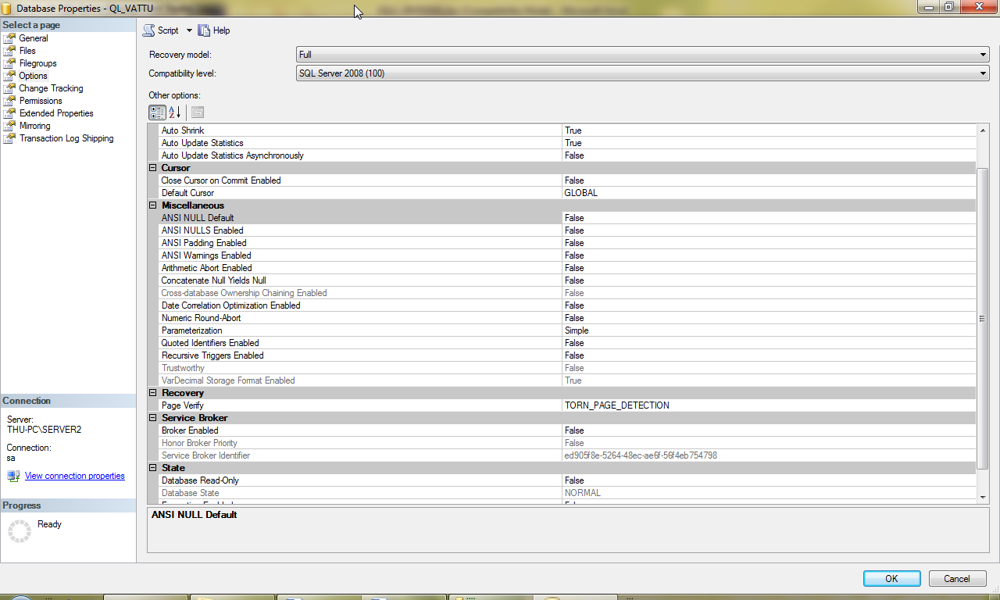 Database Properties - QL_VATTU
Select a page
General
Files
Filegroups
Options
Change Tracking
Permissions
Extended Properties
Mirroring
Transaction Log Shipping
Connection
Server:
THU-PC\SERVER2
Connection:
sa
View connection properties
Progress
Ready
Script Help
Recovery model: Full
Compatibility level: SQL Server 2008 (100)
Other options:
Auto Shrink True
Auto Update Statistics True
Auto Update Statistics Asynchronously False
Cursor
Close Cursor on Commit Enabled False
Default Cursor GLOBAL
Miscellaneous
ANSI NULL Default False
ANSI NULLS Enabled False
ANSI Padding Enabled False
ANSI Warnings Enabled False
Arithmetic Abort Enabled False
Concatenate Null Yields Null False
Cross-database Ownership Chaining Enabled False
Date Correlation Optimization Enabled False
Numeric Round-Abort False
Parameterization Simple
Quoted Identifiers Enabled False
Recursive Triggers Enabled False
Trustworthy False
VarDecimal Storage Format Enabled True
Recovery
Page Verify TORN_PAGE_DETECTION
Service Broker
Broker Enabled False
Honor Broker Priority False
Service Broker Identifier ed905f8e-5264-48ec-ae6f-56f4eb754798
State
Database Read-Only False
Database State NORMAL
ANSI NULL Default
OK Cancel